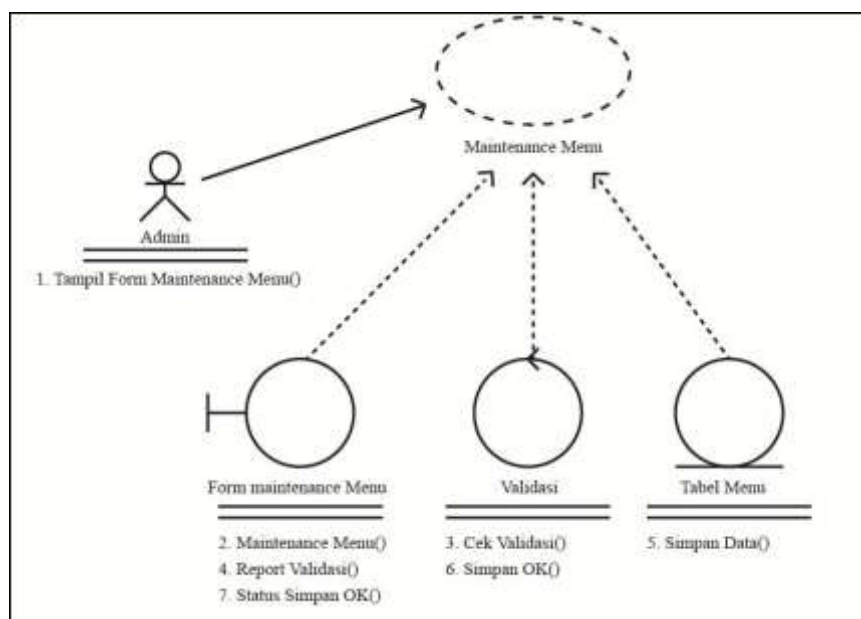 Maintenance Menu
Admin
1. Tampil Form Maintenance Menu()
Form maintenance Menu
2. Maintenance Menu()
4. Report Validasi()
7. Status Simpan OK()
Validasi
3. Cek Validasi()
6. Simpan OK()
Tabel Menu
5. Simpan Data()